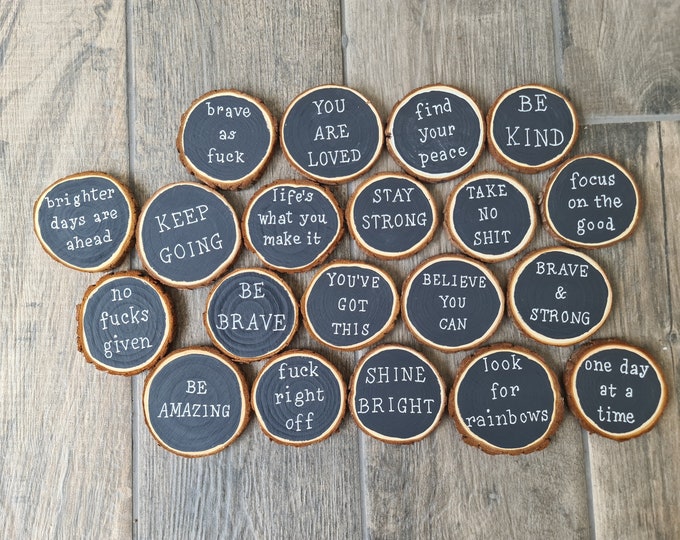 brave
as
fuck
YOU
ARE
LOVED
find
your
peace
BE
KIND
brighter
days are
ahead
KEEP
GOING
life's
what you
make it
STAY
STRONG
TAKE
NO
SHIT
focus
on the
good
no
fucks
given
BE
BRAVE
YOU'VE
GOT
THIS
BELIEVE
YOU
CAN
BRAVE
&
STRONG
BE
AMAZING
fuck
right
off
SHINE
BRIGHT
look
for
rainbows
one day
at a
time